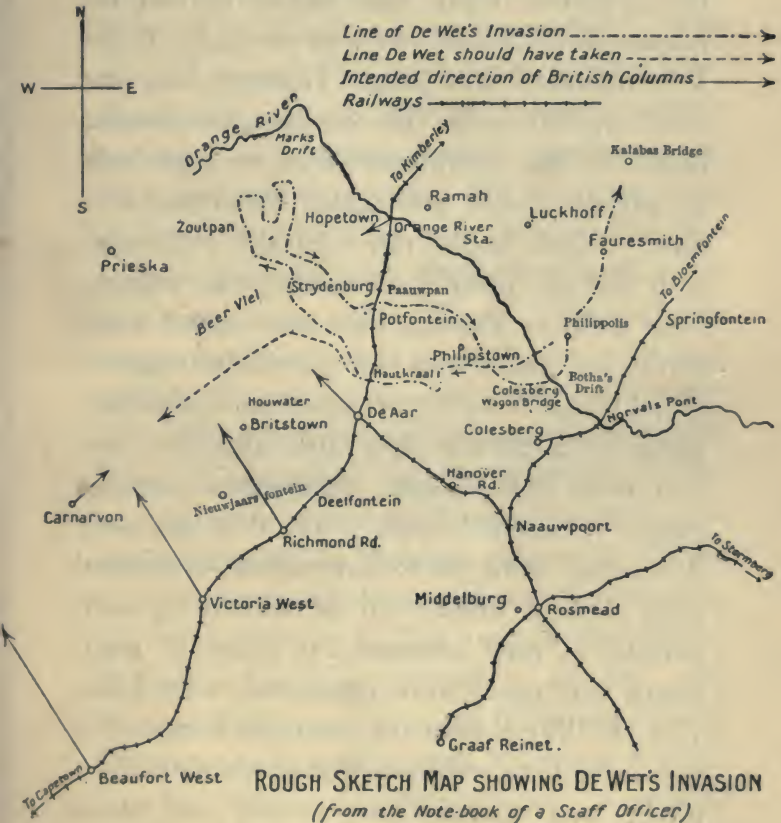 N
W
E
S
Line of De Wet's Invasion
Line De Wet should have taken
Intended direction of British Columns
Railways
Orange River
Marks
Drift
To Kimberley
Kalabas Bridge
Ramah
Zoutpan
Hopetown
Orange River
Sta.
Luckhoff
Fauresmith
Prieska
To Bloemfontein
Strydenburg
Paauwpan
Beer Vlei
Potfontein
Philippolis
Springfontein
Philipstown
Hautkraal
Botha's
Drift
Colesberg
Wagon Bridge
Norvals Pont
Houwater
Britstown
De Aar
Colesberg
Hanover
Rd.
Nieuwjaarsfontein
Deelfontein
Carnarvon
Naauwpoort
Richmond Rd.
To Stormberg
Victoria West
Middelburg
Rosmead
Graaf Reinet.
To Capetown
Beaufort West
ROUGH SKETCH MAP SHOWING DE WET'S INVASION
(from the Note-book of a Staff Officer)